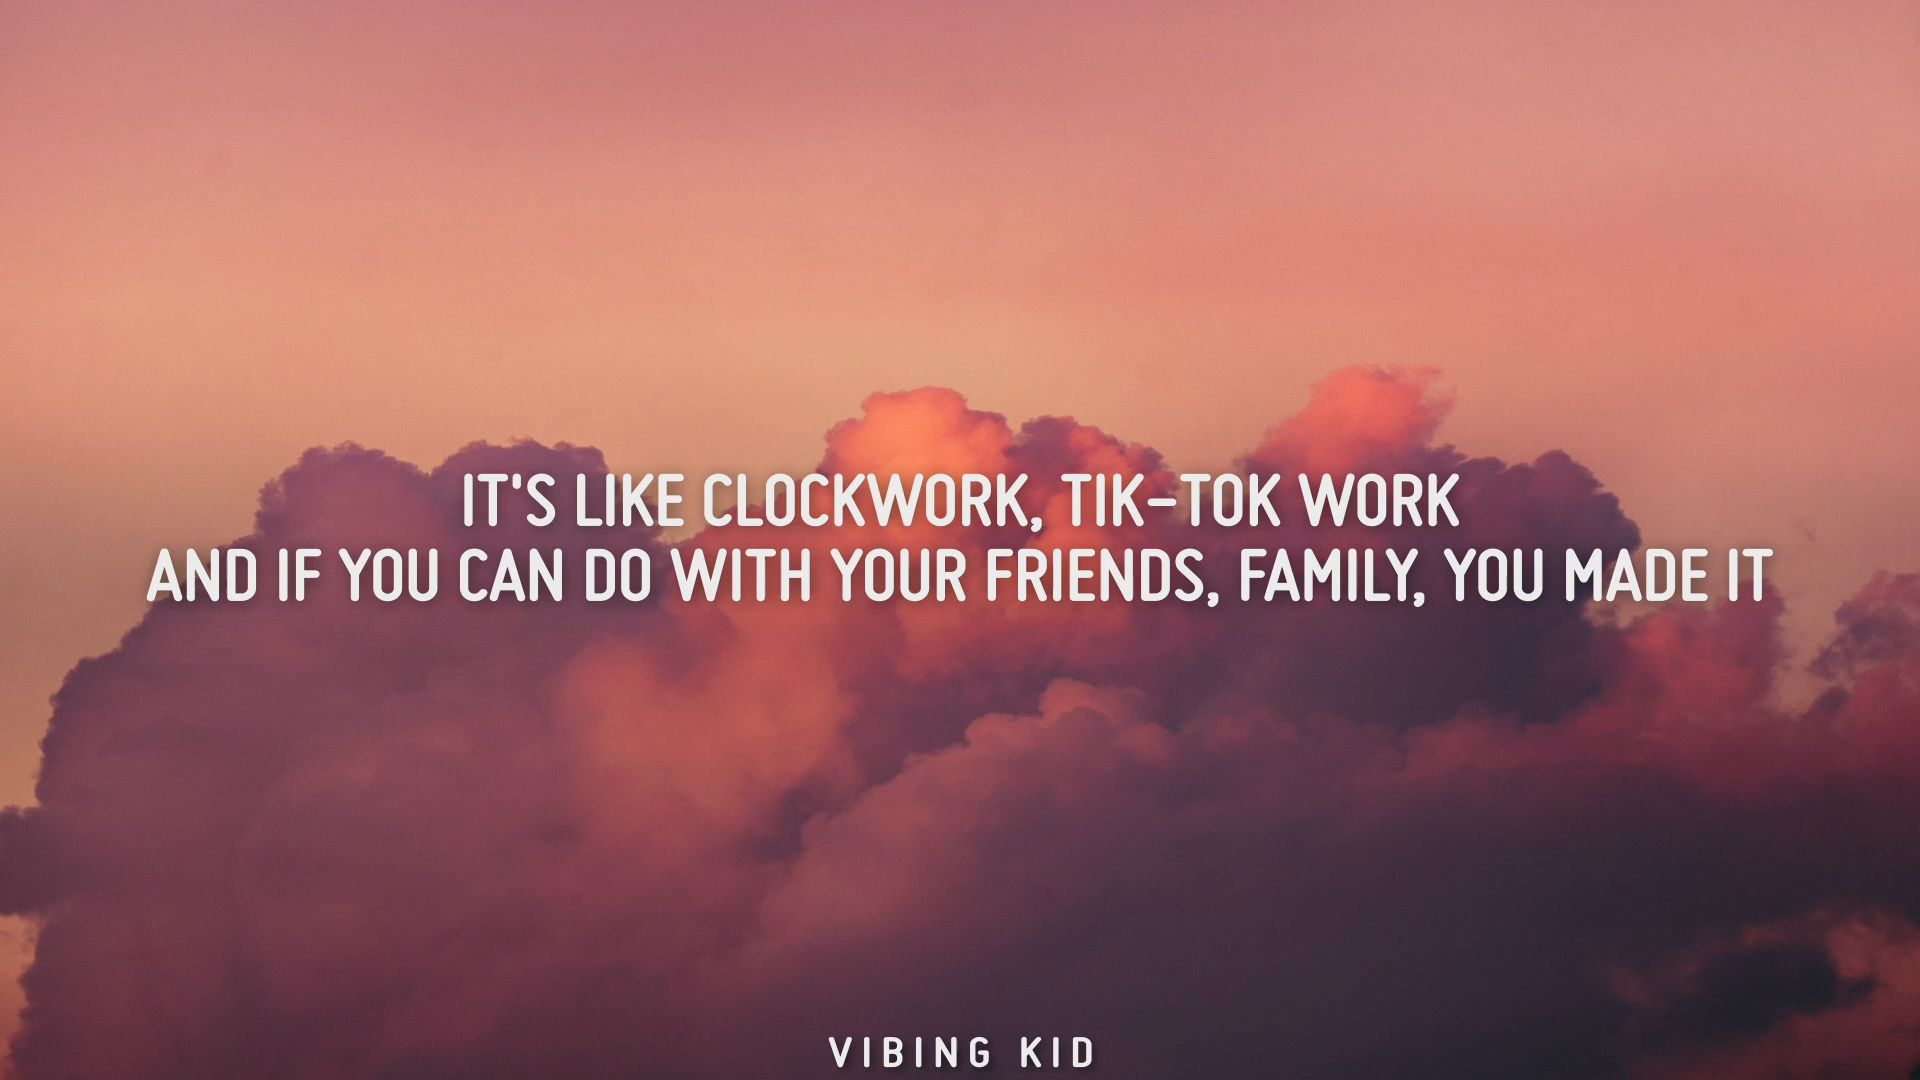 IT'S LIKE CLOCKWORK, TIK-TOK WORK
AND IF YOU CAN DO WITH YOUR FRIENDS, FAMILY, YOU MADE IT
VIBING KID